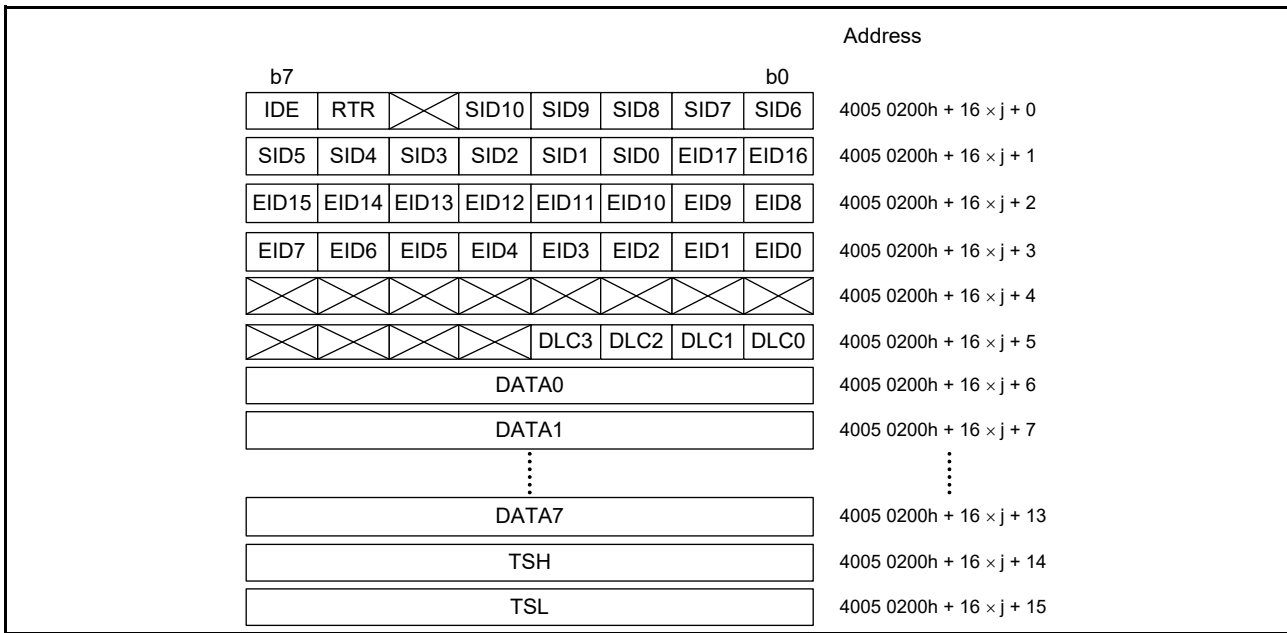 Address
b7 b0
IDE RTR SID10 SID9 SID8 SID7 SID6 4005 0200h + 16 × j + 0
SID5 SID4 SID3 SID2 SID1 SID0 EID17 EID16 4005 0200h + 16 × j + 1
EID15 EID14 EID13 EID12 EID11 EID10 EID9 EID8 4005 0200h + 16 × j + 2
EID7 EID6 EID5 EID4 EID3 EID2 EID1 EID0 4005 0200h + 16 × j + 3
4005 0200h + 16 × j + 4
DLC3 DLC2 DLC1 DLC0 4005 0200h + 16 × j + 5
DATA0 4005 0200h + 16 × j + 6
DATA1 4005 0200h + 16 × j + 7
DATA7 4005 0200h + 16 × j + 13
TSH 4005 0200h + 16 × j + 14
TSL 4005 0200h + 16 × j + 15